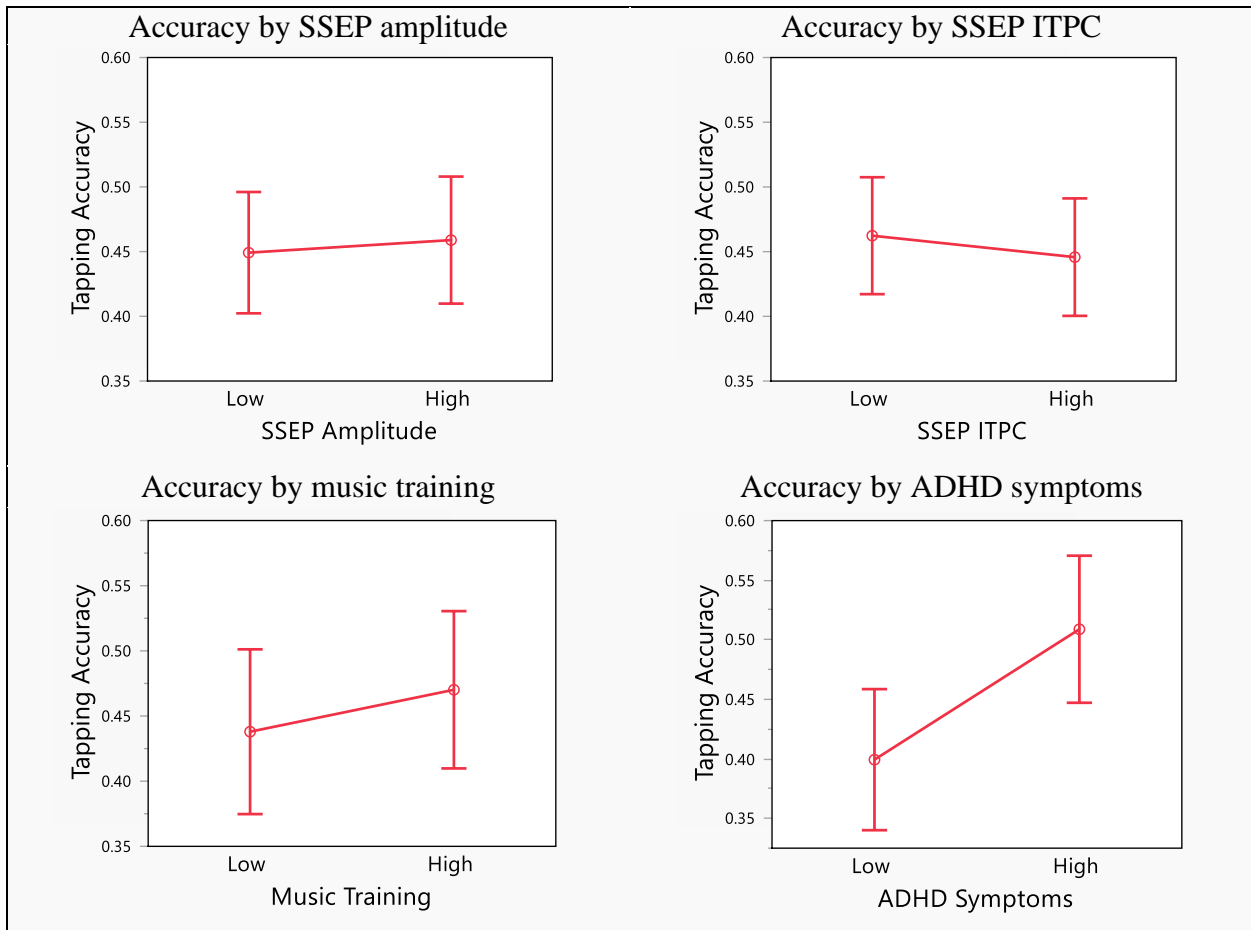 Accuracy by SSEP amplitude
0.60
0.55
0.50
0.45
0.40
0.35
Tapping Accuracy
Low High
SSEP Amplitude
Accuracy by SSEP ITPC
0.60
0.55
0.50
0.45
0.40
0.35
Tapping Accuracy
Low High
SSEP ITPC
Accuracy by music training
0.60
0.55
0.50
0.45
0.40
0.35
Tapping Accuracy
Low High
Music Training
Accuracy by ADHD symptoms
0.60
0.55
0.50
0.45
0.40
0.35
Tapping Accuracy
Low High
ADHD Symptoms